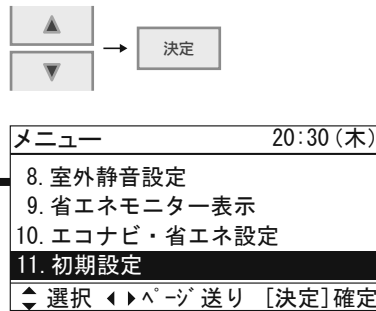 ▲
▼
→ 決定
メニュー 20:30(木)
8. 室外静音設定
9. 省エネモニター表示
10. エコナビ・省エネ設定
11. 初期設定
選択 ページ送り [決定]確定